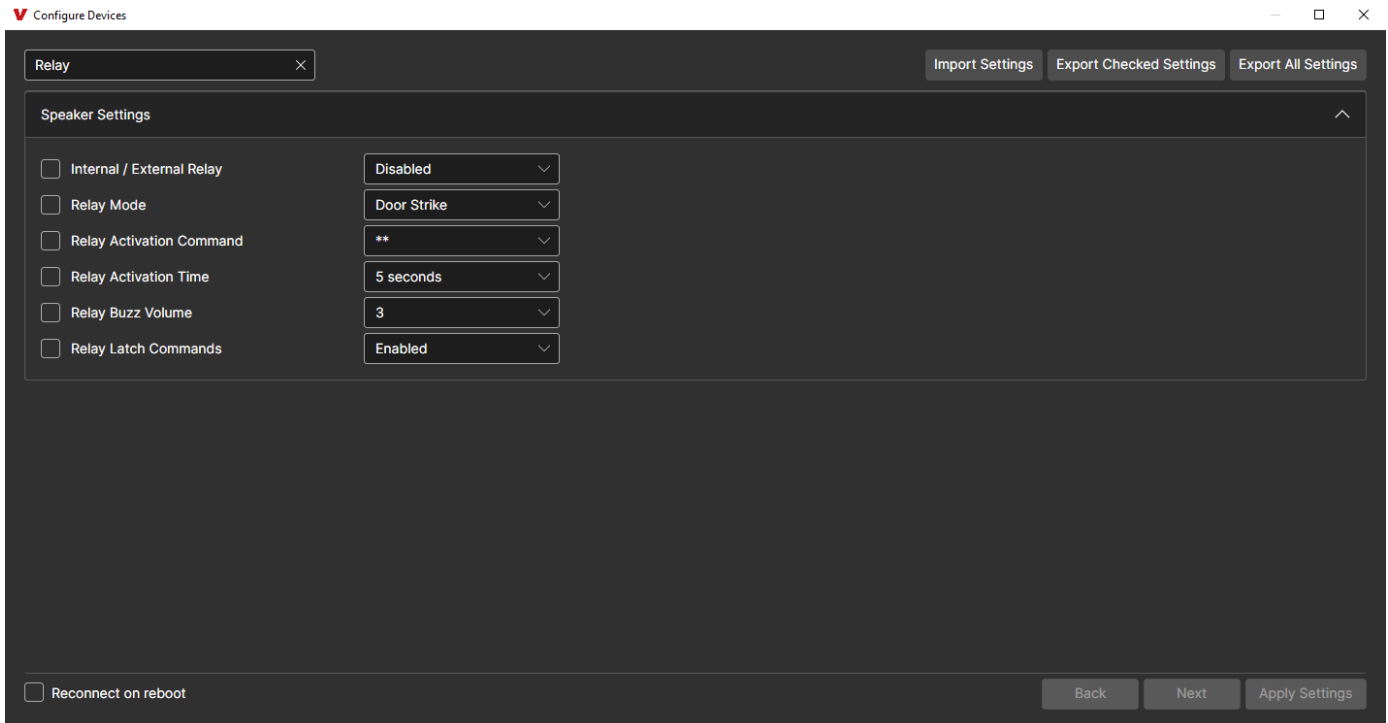 Configure Devices
Relay
Import Settings
Export Checked Settings
Export All Settings
Speaker Settings
Internal / External Relay Disabled
Relay Mode Door Strike
Relay Activation Command **
Relay Activation Time 5 seconds
Relay Buzz Volume 3
Relay Latch Commands Enabled
Reconnect on reboot
Back
Next
Apply Settings